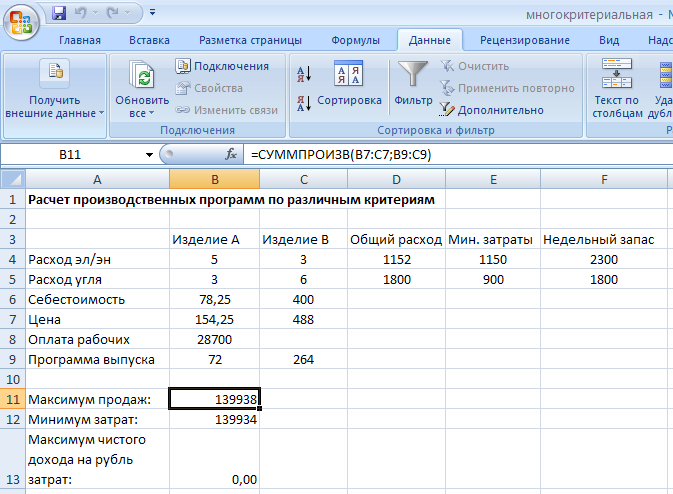 многокритериальная - M
Главная Вставка Разметка страницы Формулы Данные Рецензирование Вид Надс
Получить внешние данные
Обновить все
Подключения
Свойства
Изменить связи
Подключения
Сортировка
Фильтр
Очистить
Применить повторно
Дополнительно
Сортировка и фильтр
Текст по столбцам
Уда
дубл
Р
B11 fx =СУММПРОИЗВ(B7:C7;B9:C9)
A B C D E F
1 Расчет производственных программ по различным критериям
2
3 Изделие А Изделие В Общий расход Мин. затраты Недельный запас
4 Расход эл/эн 5 3 1152 1150 2300
5 Расход угля 3 6 1800 900 1800
6 Себестоимость 78,25 400
7 Цена 154,25 488
8 Оплата рабочих 28700
9 Программа выпуска 72 264
10
11 Максимум продаж: 139938
12 Минимум затрат: 139934
Максимум чистого
дохода на рубль
13 затрат: 0,00